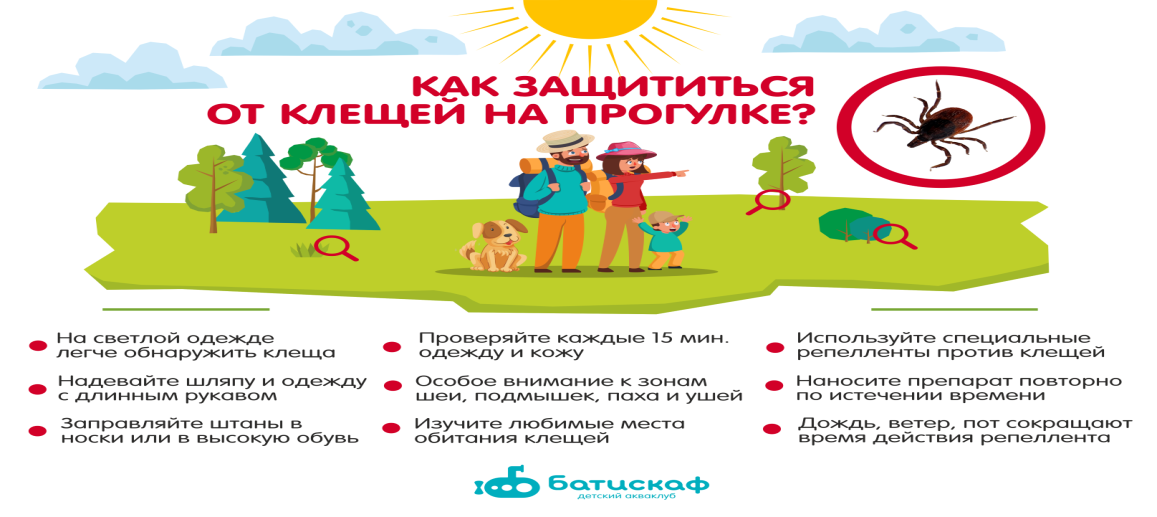 КАК ЗАЩИТИТЬСЯ
ОТ КЛЕЩЕЙ НА ПРОГУЛКЕ?
На светлой одежде
легче обнаружить клеща
Надевайте шляпу и одежду
с длинным рукавом
Заправляйте штаны в
носки или в высокую обувь
Проверяйте каждые 15 мин.
одежду и кожу
Особое внимание к зонам
шеи, подмышек, паха и ушей
Изучите любимые места
обитания клещей
Используйте специальные
репелленты против клещей
Наносите препарат повторно
по истечении времени
Дождь, ветер, пот сокращают
время действия репеллента
батискаф
детский акваклуб